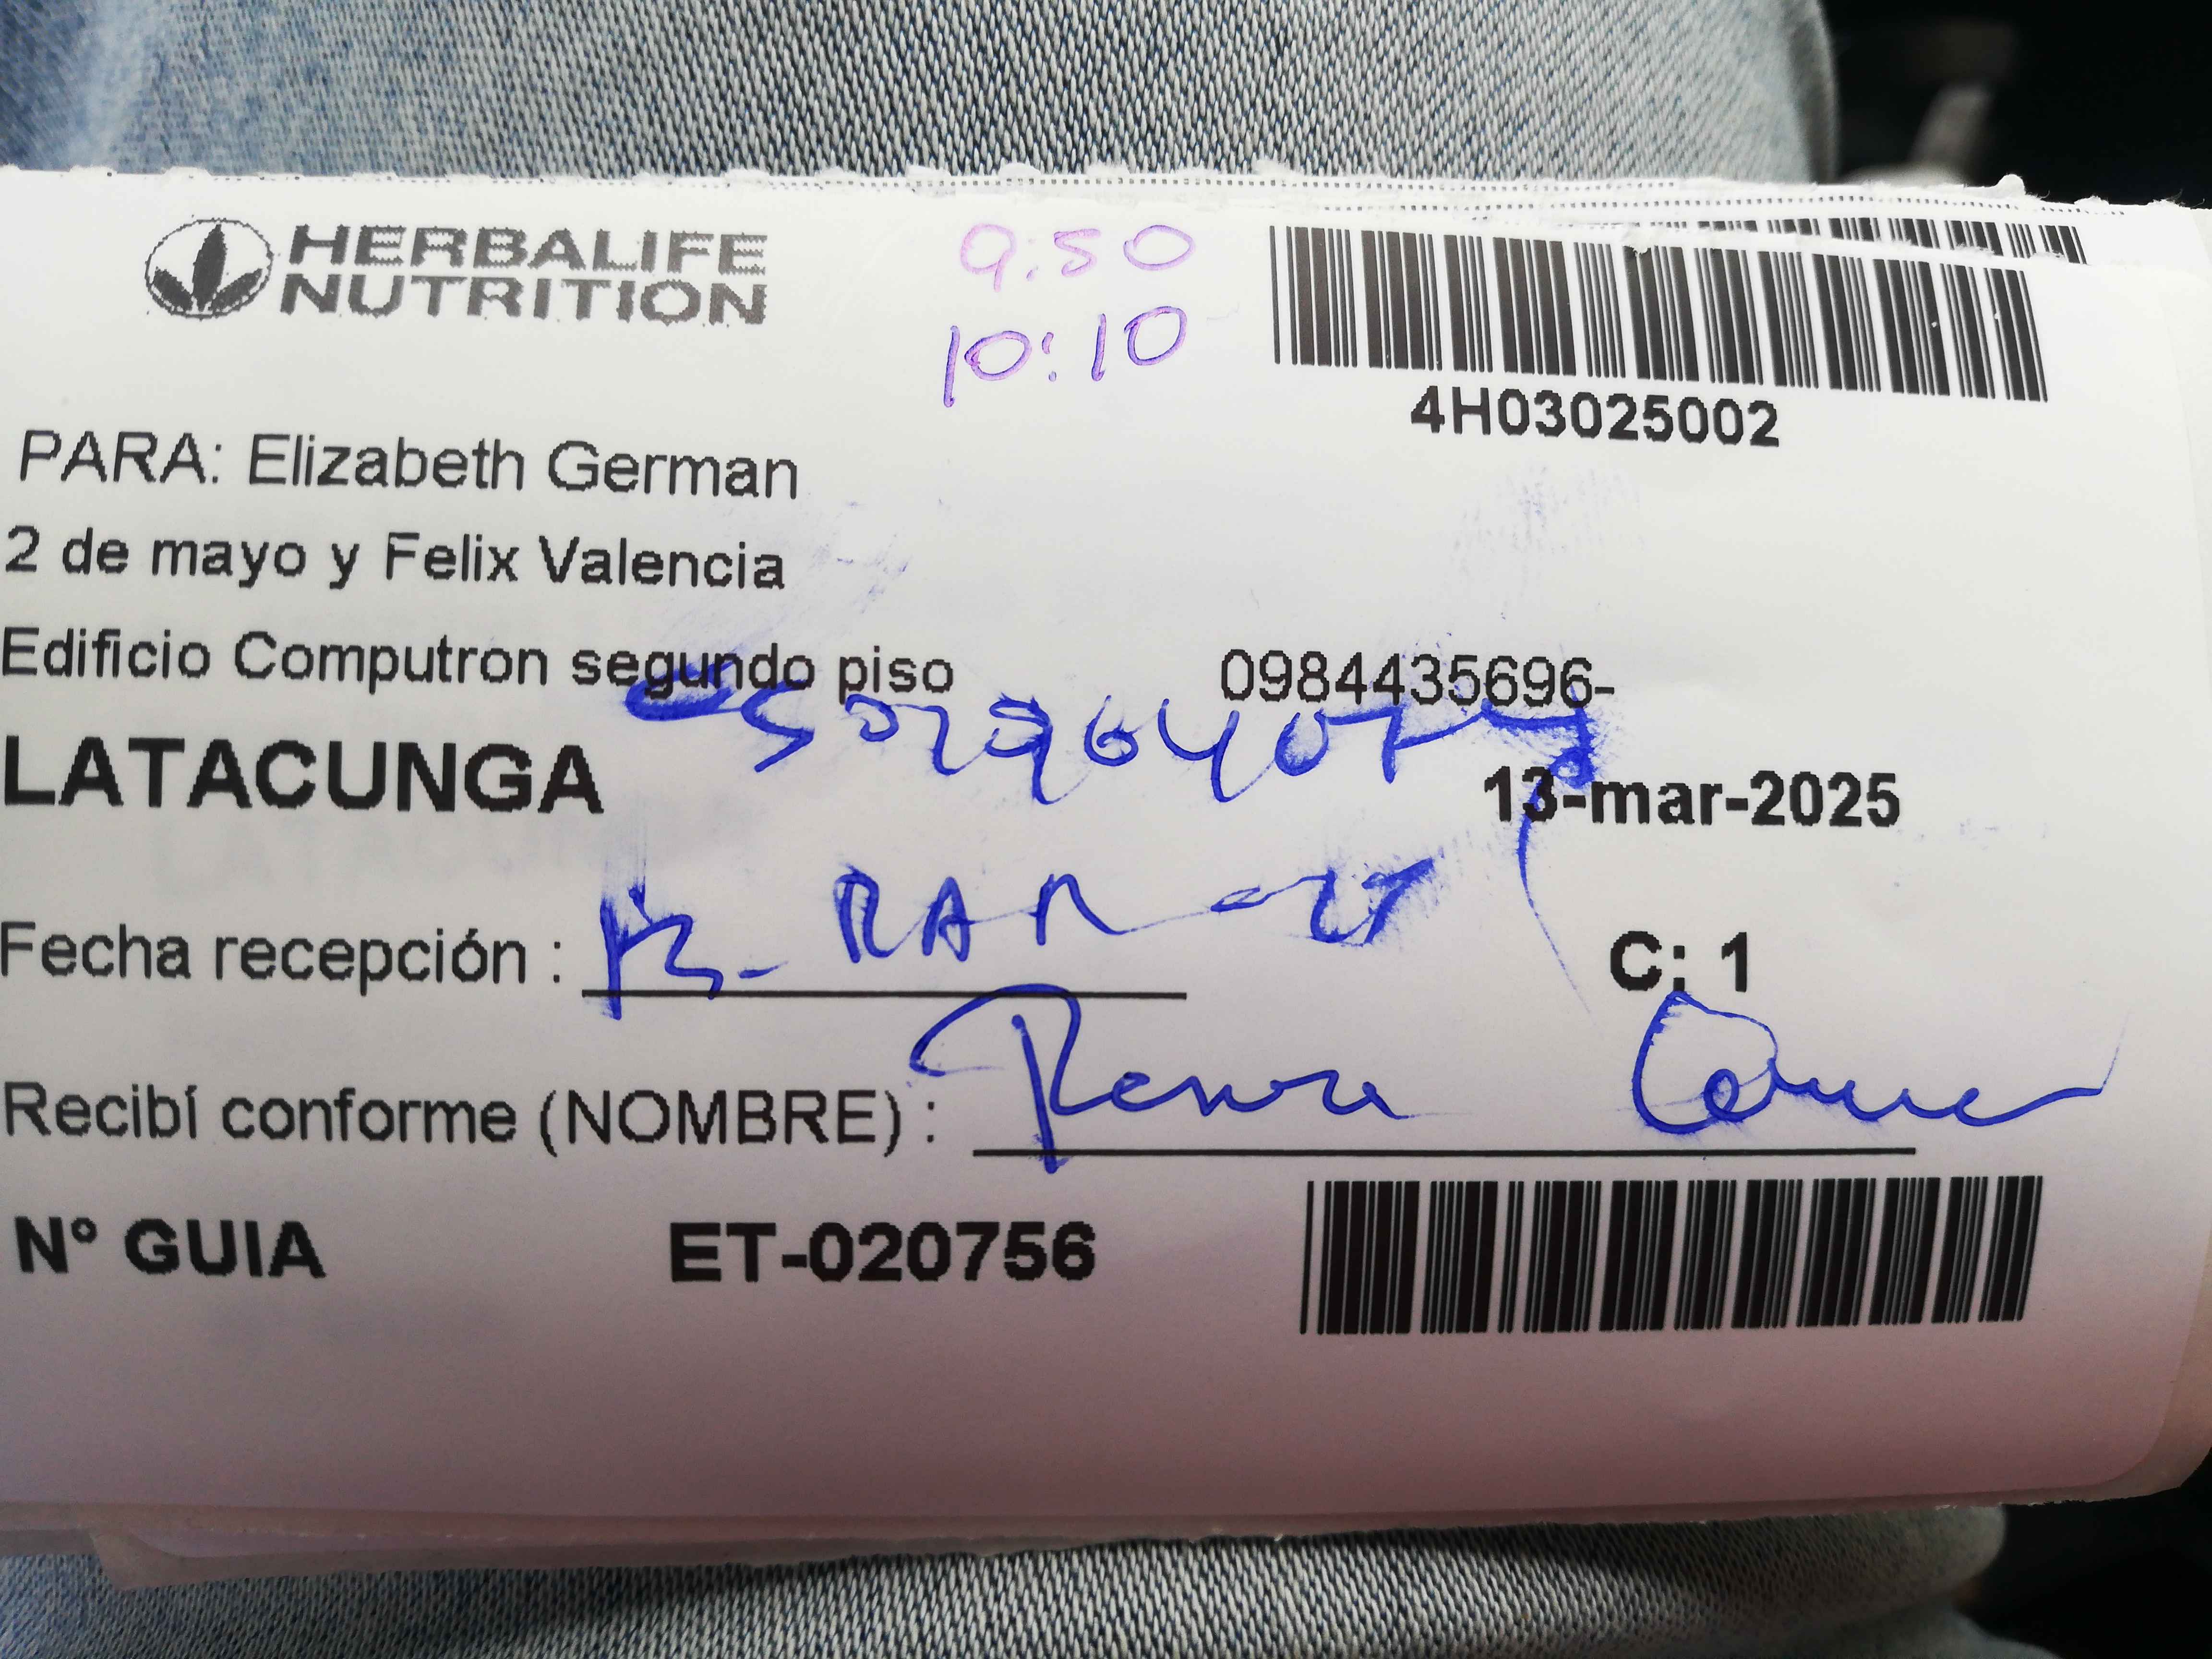 HERBALIFE
NUTRITION
9:50
10:10
4H03025002
PARA: Elizabeth German
2 de mayo y Felix Valencia
Edificio Computron segundo piso 0984435696-
LATACUNGA 13-mar-2025
Fecha recepción : 13-
C: 1
Recibí conforme (NOMBRE) :
N° GUIA ET-020756